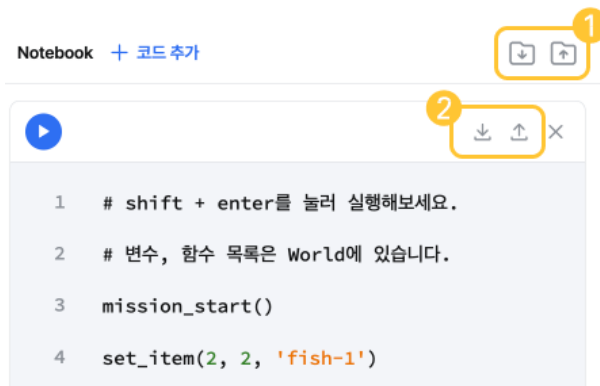 1
Notebook + 코드 추가
2
1 # shift + enter를 눌러 실행해보세요.
2 # 변수, 함수 목록은 World에 있습니다.
3 mission_start()
4 set_item(2, 2, 'fish-1')